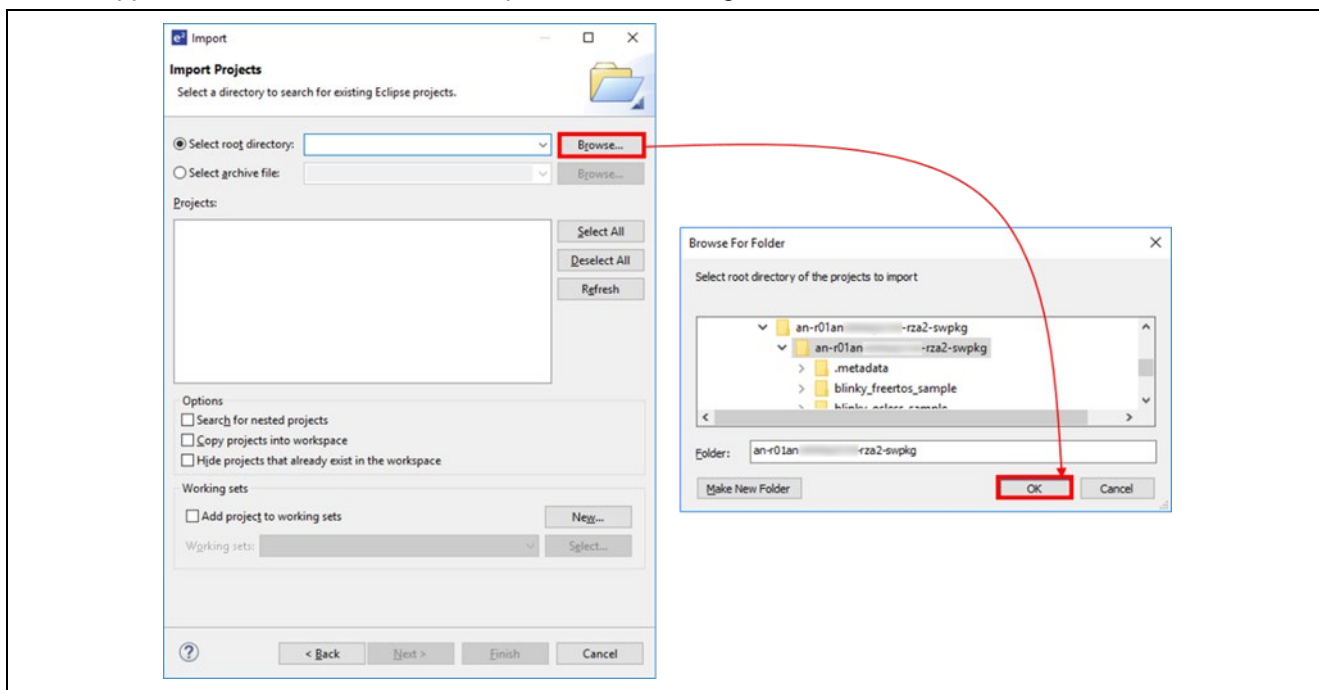 e² Import
Import Projects
Select a directory to search for existing Eclipse projects.
Select root directory:
Browse...
Select archive file:
Browse...
Projects:
Select All
Deselect All
Refresh
Options
Search for nested projects
Copy projects into workspace
Hide projects that already exist in the workspace
Working sets
Add project to working sets
New...
Working sets:
Select...
?
< Back
Next >
Finish
Cancel
Browse For Folder
Select root directory of the projects to import
an-r01an -rza2-swpkg
an-r01an -rza2-swpkg
.metadata
blinky_freertos_sample
Folder:
an-r01an -rza2-swpkg
Make New Folder
OK
Cancel